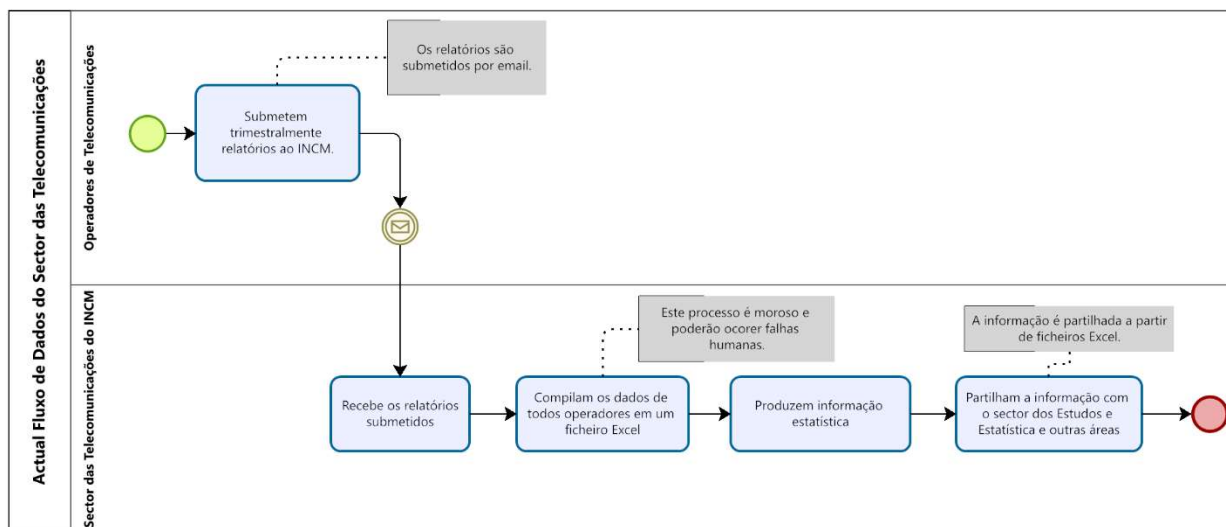 Actual Fluxo de Dados do Sector das Telecomunicações
Operadores de Telecomunicações
Os relatórios são
submetidos por email.
Submetem
trimestralmente
relatórios ao INCM.
Sector das Telecomunicações do INCM
Este processo é moroso e
poderão ocorer falhas
humanas.
A informação é partilhada a partir
de ficheiros Excel.
Recebe os relatórios
submetidos
Compilam os dados de
todos operadores em um
ficheiro Excel
Produzem informação
estatística
Partilham a informação com
o sector dos Estudos e
Estatística e outras áreas